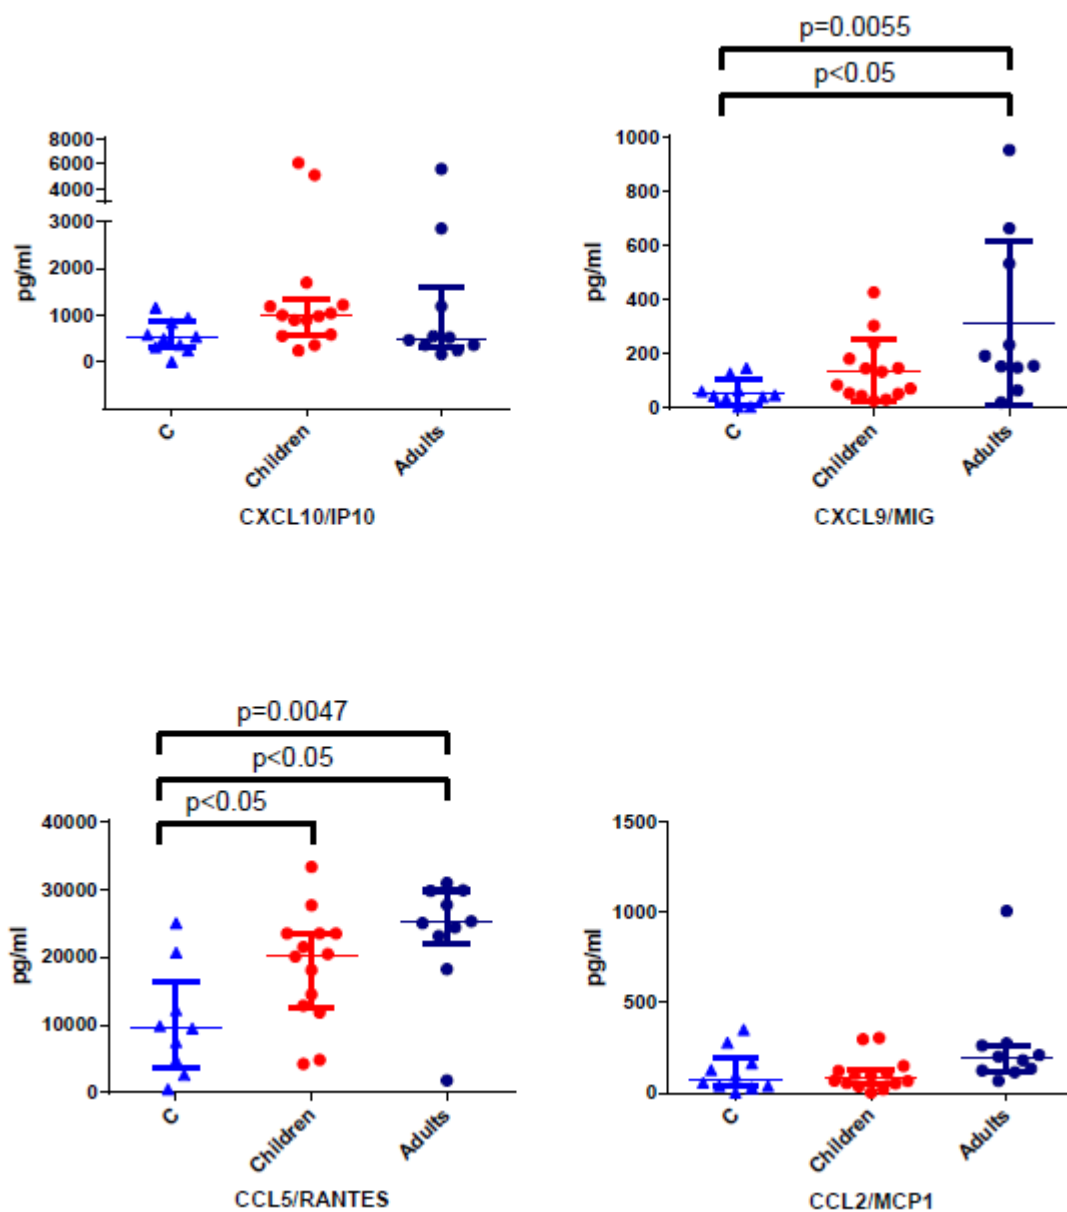 p=0.0055
p<0.05
8000
6000
4000
3000
2000
1000
0
pg/ml
C
Children
Adults
CXCL10/IP10
1000
800
600
400
200
0
pg/ml
C
Children
Adults
CXCL9/MIG
p=0.0047
p<0.05
p<0.05
40000
30000
20000
10000
0
pg/ml
C
Children
Adults
CCL5/RANTES
1500
1000
500
0
pg/ml
C
Children
Adults
CCL2/MCP1